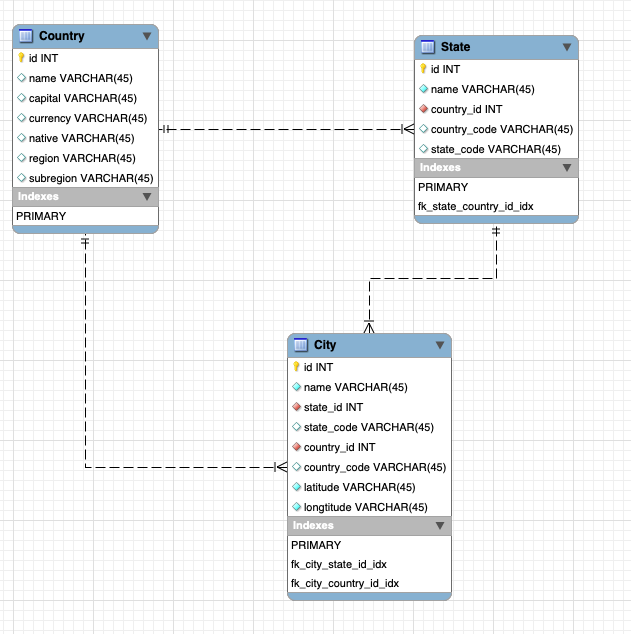 Country
id INT
name VARCHAR(45)
capital VARCHAR(45)
currency VARCHAR(45)
native VARCHAR(45)
region VARCHAR(45)
subregion VARCHAR(45)
Indexes
PRIMARY
State
id INT
name VARCHAR(45)
country_id INT
country_code VARCHAR(45)
state_code VARCHAR(45)
Indexes
PRIMARY
fk_state_country_id_idx
City
id INT
name VARCHAR(45)
state_id INT
state_code VARCHAR(45)
country_id INT
country_code VARCHAR(45)
latitude VARCHAR(45)
longtitude VARCHAR(45)
Indexes
PRIMARY
fk_city_state_id_idx
fk_city_country_id_idx